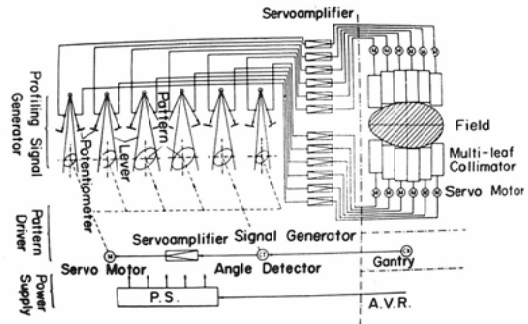 Servoamplifier
Profiling Signal
Generator
Potentiometer
Lever
Pattern
Field
Multi-leaf
Collimator
Servo Motor
Pattern
Driver
Servoamplifier
Signal Generator
Servo Motor
Angle Detector
Gantry
Power
Supply
P.S.
A.V.R.